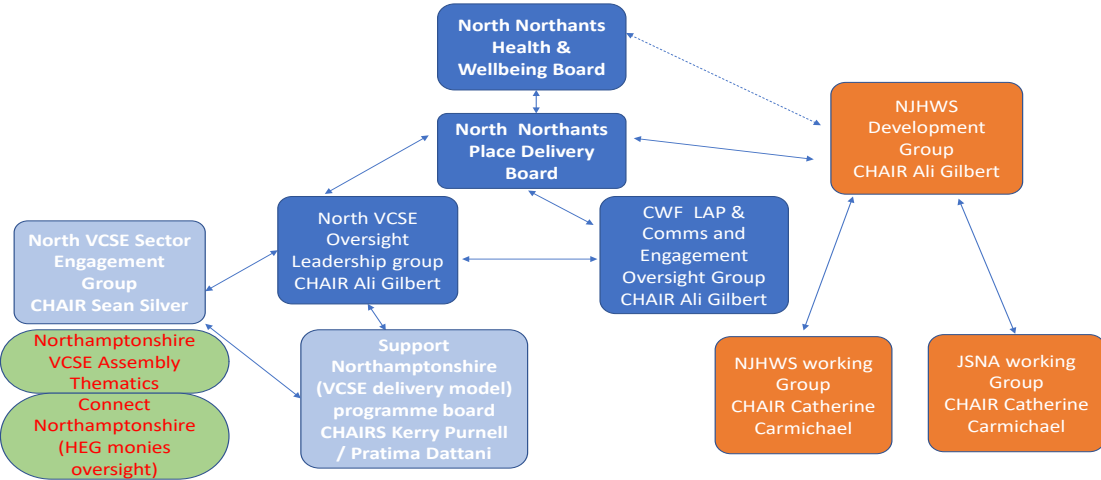 North Northants
Health &
Wellbeing Board
North Northants
Place Delivery
Board
NJHWS
Development
Group
CHAIR Ali Gilbert
North VCSE
Oversight
Leadership group
CHAIR Ali Gilbert
CWF LAP &
Comms and
Engagement
Oversight Group
CHAIR Ali Gilbert
North VCSE Sector
Engagement
Group
CHAIR Sean Silver
Northamptonshire
VCSE Assembly
Thematics
Connect
Northamptonshire
(HEG monies
oversight)
Support
Northamptonshire
(VCSE delivery model)
programme board
CHAIRS Kerry Purnell
/ Pratima Dattani
NJHWS working
Group
CHAIR Catherine
Carmichael
JSNA working
Group
CHAIR Catherine
Carmichael